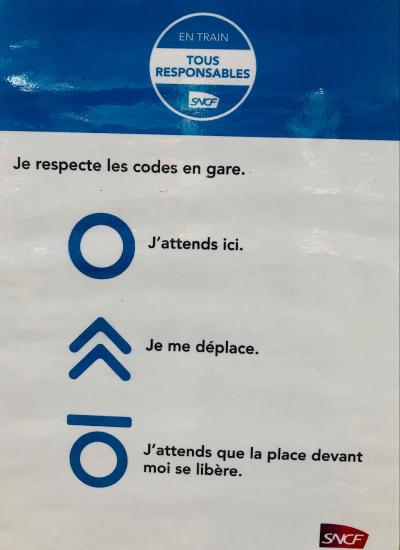 EN TRAIN
TOUS
RESPONSABLES
SNCF
Je respecte les codes en gare.
J'attends ici.
Je me déplace.
J'attends que la place devant
moi se libère.
SNCF